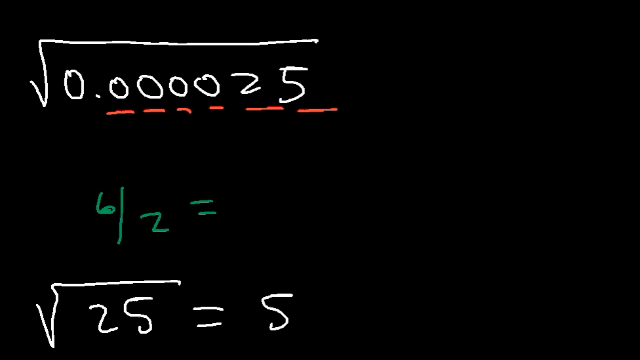 √0.000025
6/2 =
√25 = 5